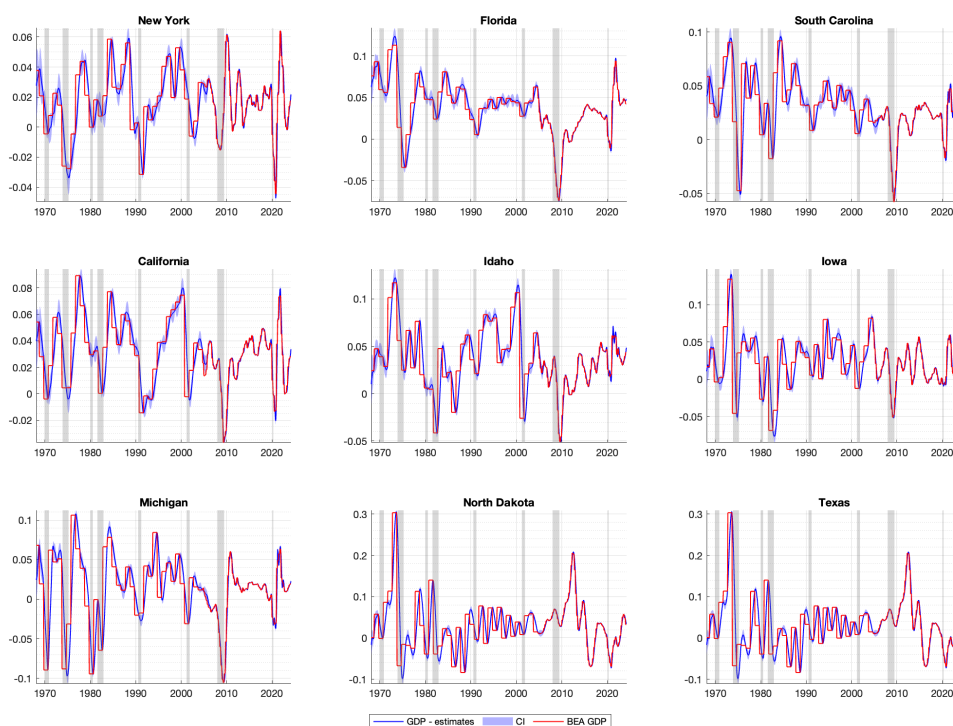 New York
0.06
0.04
0.02
0
-0.02
-0.04
1970 1980 1990 2000 2010 2020
Florida
0.1
0.05
0
-0.05
1970 1980 1990 2000 2010 2020
South Carolina
0.1
0.05
0
-0.05
1970 1980 1990 2000 2010 2020
California
0.08
0.06
0.04
0.02
0
-0.02
1970 1980 1990 2000 2010 2020
Idaho
0.1
0.05
0
-0.05
1970 1980 1990 2000 2010 2020
Iowa
0.1
0.05
0
-0.05
1970 1980 1990 2000 2010 2020
Michigan
0.1
0.05
0
-0.05
-0.1
1970 1980 1990 2000 2010 2020
North Dakota
0.3
0.2
0.1
0
-0.1
1970 1980 1990 2000 2010 2020
Texas
0.3
0.2
0.1
0
-0.1
1970 1980 1990 2000 2010 2020
GDP - estimates CI BEA GDP